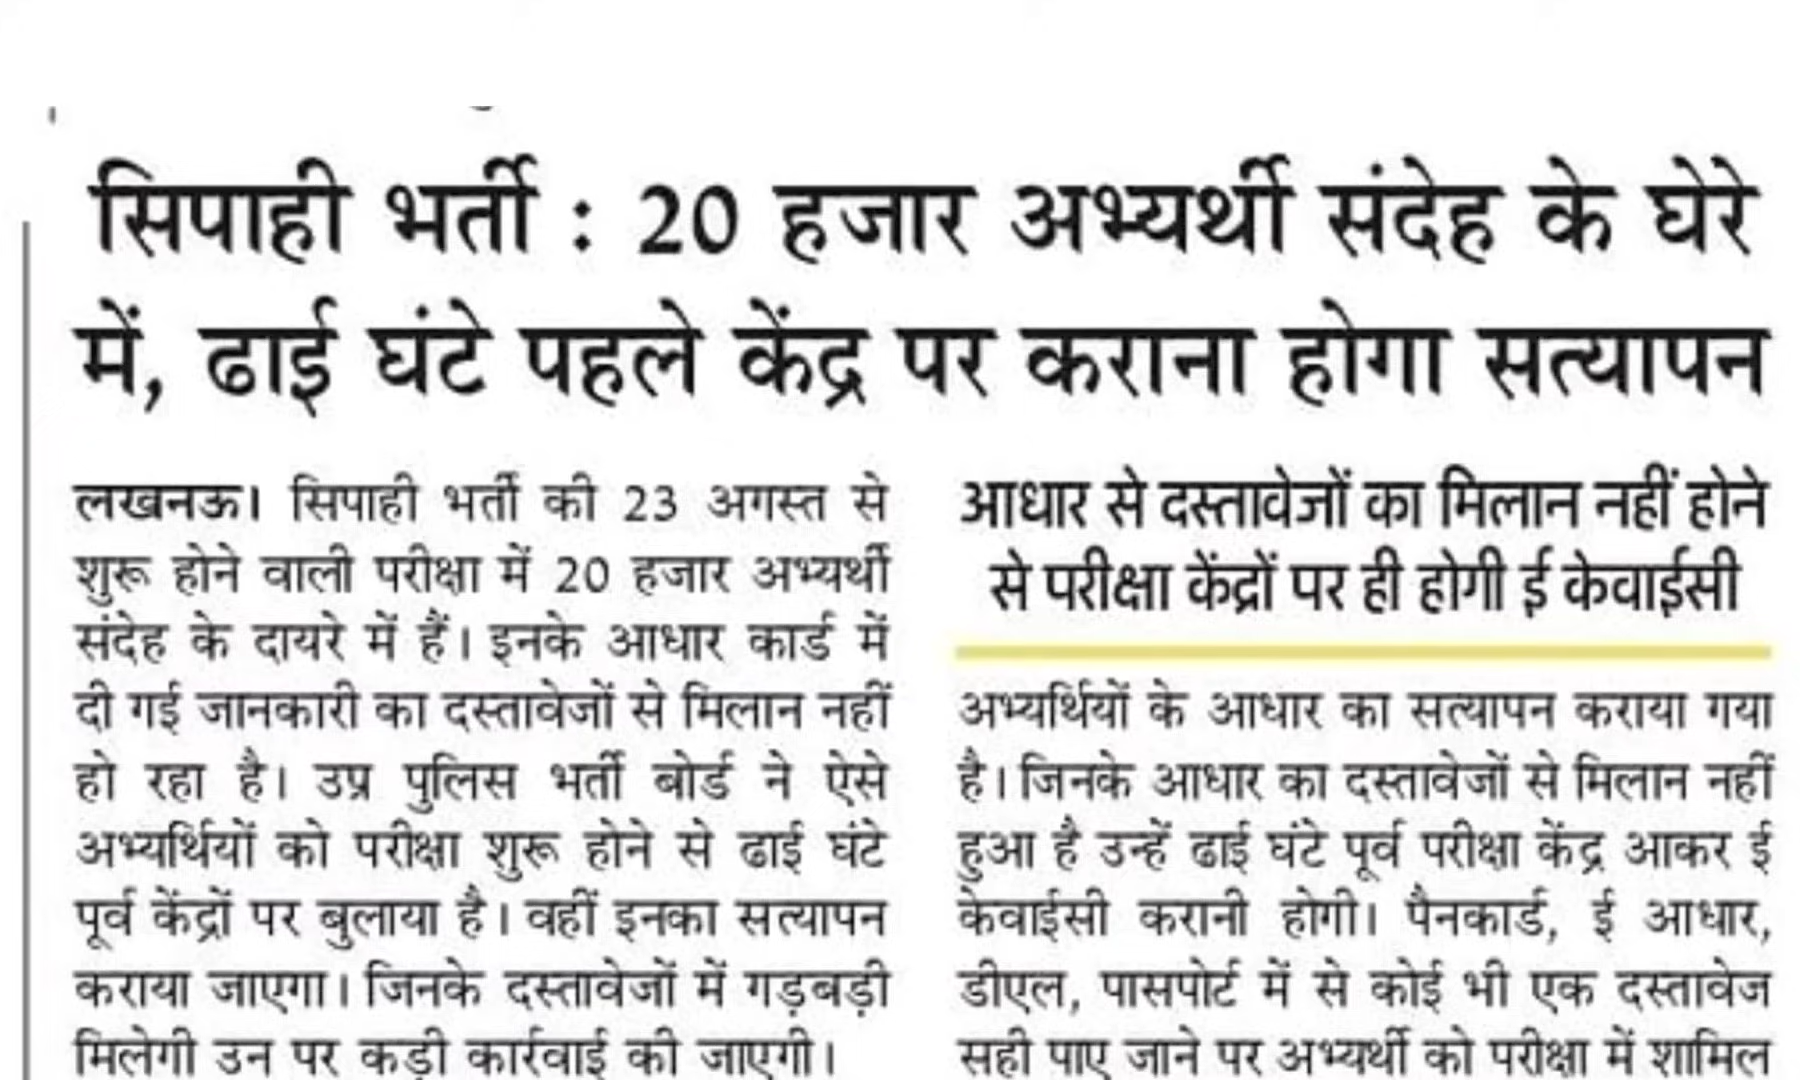 सिपाही भर्ती : 20 हजार अभ्यर्थी संदेह के घेरे
में, ढाई घंटे पहले केंद्र पर कराना होगा सत्यापन
लखनऊ। सिपाही भर्ती की 23 अगस्त से
शुरू होने वाली परीक्षा में 20 हजार अभ्यर्थी
संदेह के दायरे में हैं। इनके आधार कार्ड में
दी गई जानकारी का दस्तावेजों से मिलान नहीं
हो रहा है। उप्र पुलिस भर्ती बोर्ड ने ऐसे
अभ्यर्थियों को परीक्षा शुरू होने से ढाई घंटे
पूर्व केंद्रों पर बुलाया है। वहीं इनका सत्यापन
कराया जाएगा। जिनके दस्तावेजों में गड़बड़ी
मिलेगी उन पर कड़ी कार्रवाई की जाएगी।
आधार से दस्तावेजों का मिलान नहीं होने
से परीक्षा केंद्रों पर ही होगी ई केवाईसी
अभ्यर्थियों के आधार का सत्यापन कराया गया
है। जिनके आधार का दस्तावेजों से मिलान नहीं
हुआ है उन्हें ढाई घंटे पूर्व परीक्षा केंद्र आकर ई
केवाईसी करानी होगी। पैनकार्ड, ई आधार,
डीएल, पासपोर्ट में से कोई भी एक दस्तावेज
सही पाए जाने पर अभ्यर्थी को परीक्षा में शामिल